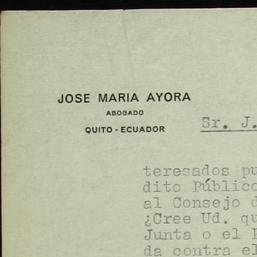 JOSE MARIA AYORA
ABOGADO
QUITO - ECUADOR
Sr. J.
teresados pu
dito Público
al Consejo d
¿Cree Ud. qu
Junta o el
da contra el